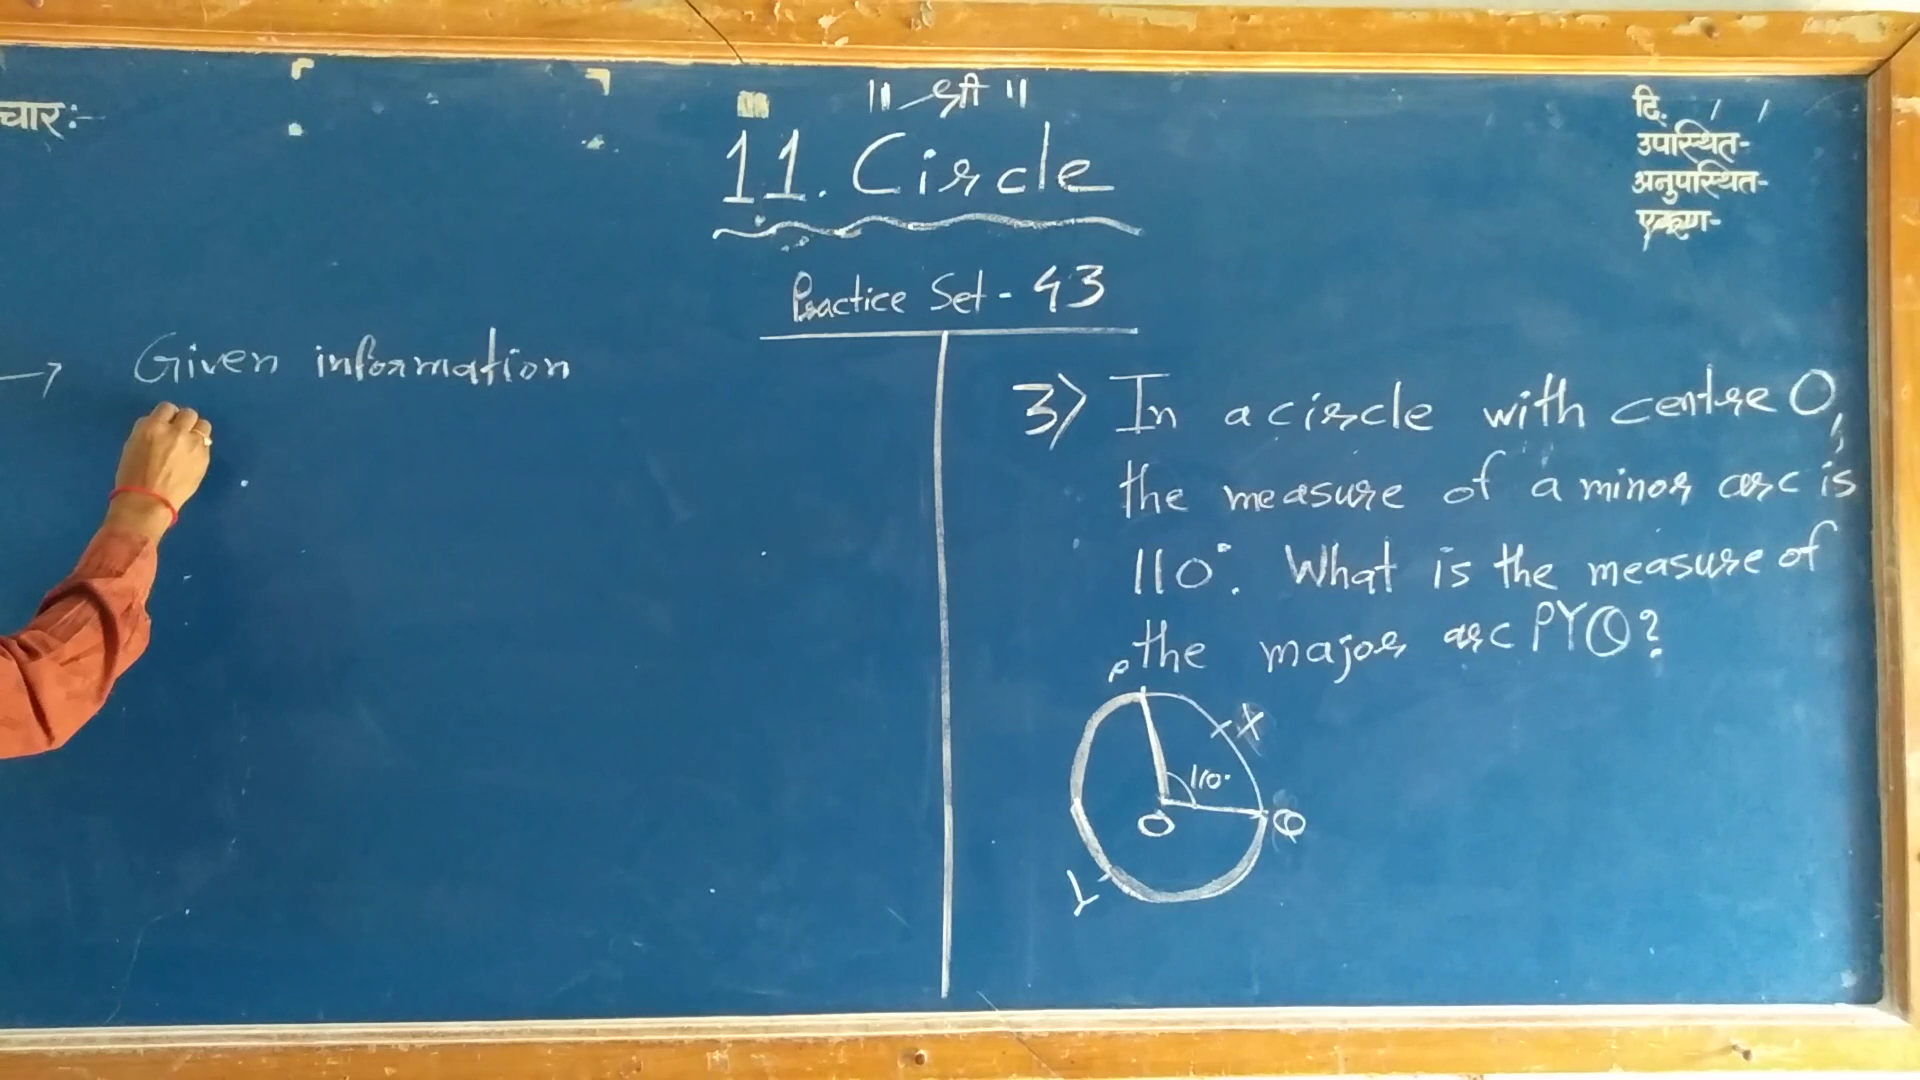 चार:-
॥ श्री ॥
दि. / /
उपस्थित-
अनुपस्थित-
एकूण-
11. Circle
Practice Set - 43
→ Given information
3) In a circle with centre O,
the measure of a minor arc is
110°. What is the measure of
the major arc PYQ?
P
X
110°
O
Q
Y